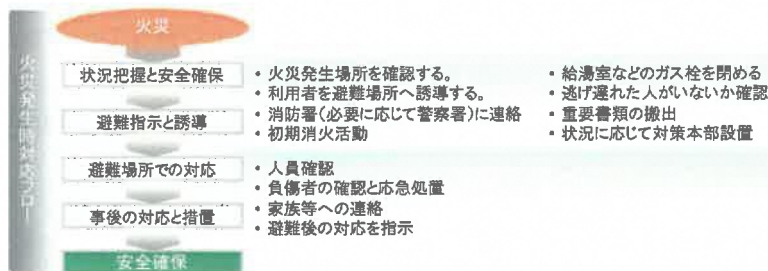 火災発生時対応フロー
火災
状況把握と安全確保
避難指示と誘導
避難場所での対応
事後の対応と措置
安全確保
・火災発生場所を確認する。
・利用者を避難場所へ誘導する。
・消防署(必要に応じて警察署)に連絡
・初期消火活動
・給湯室などのガス栓を閉める
・逃げ遅れた人がいないか確認
・重要書類の搬出
・状況に応じて対策本部設置
・人員確認
・負傷者の確認と応急処置
・家族等への連絡
・避難後の対応を指示